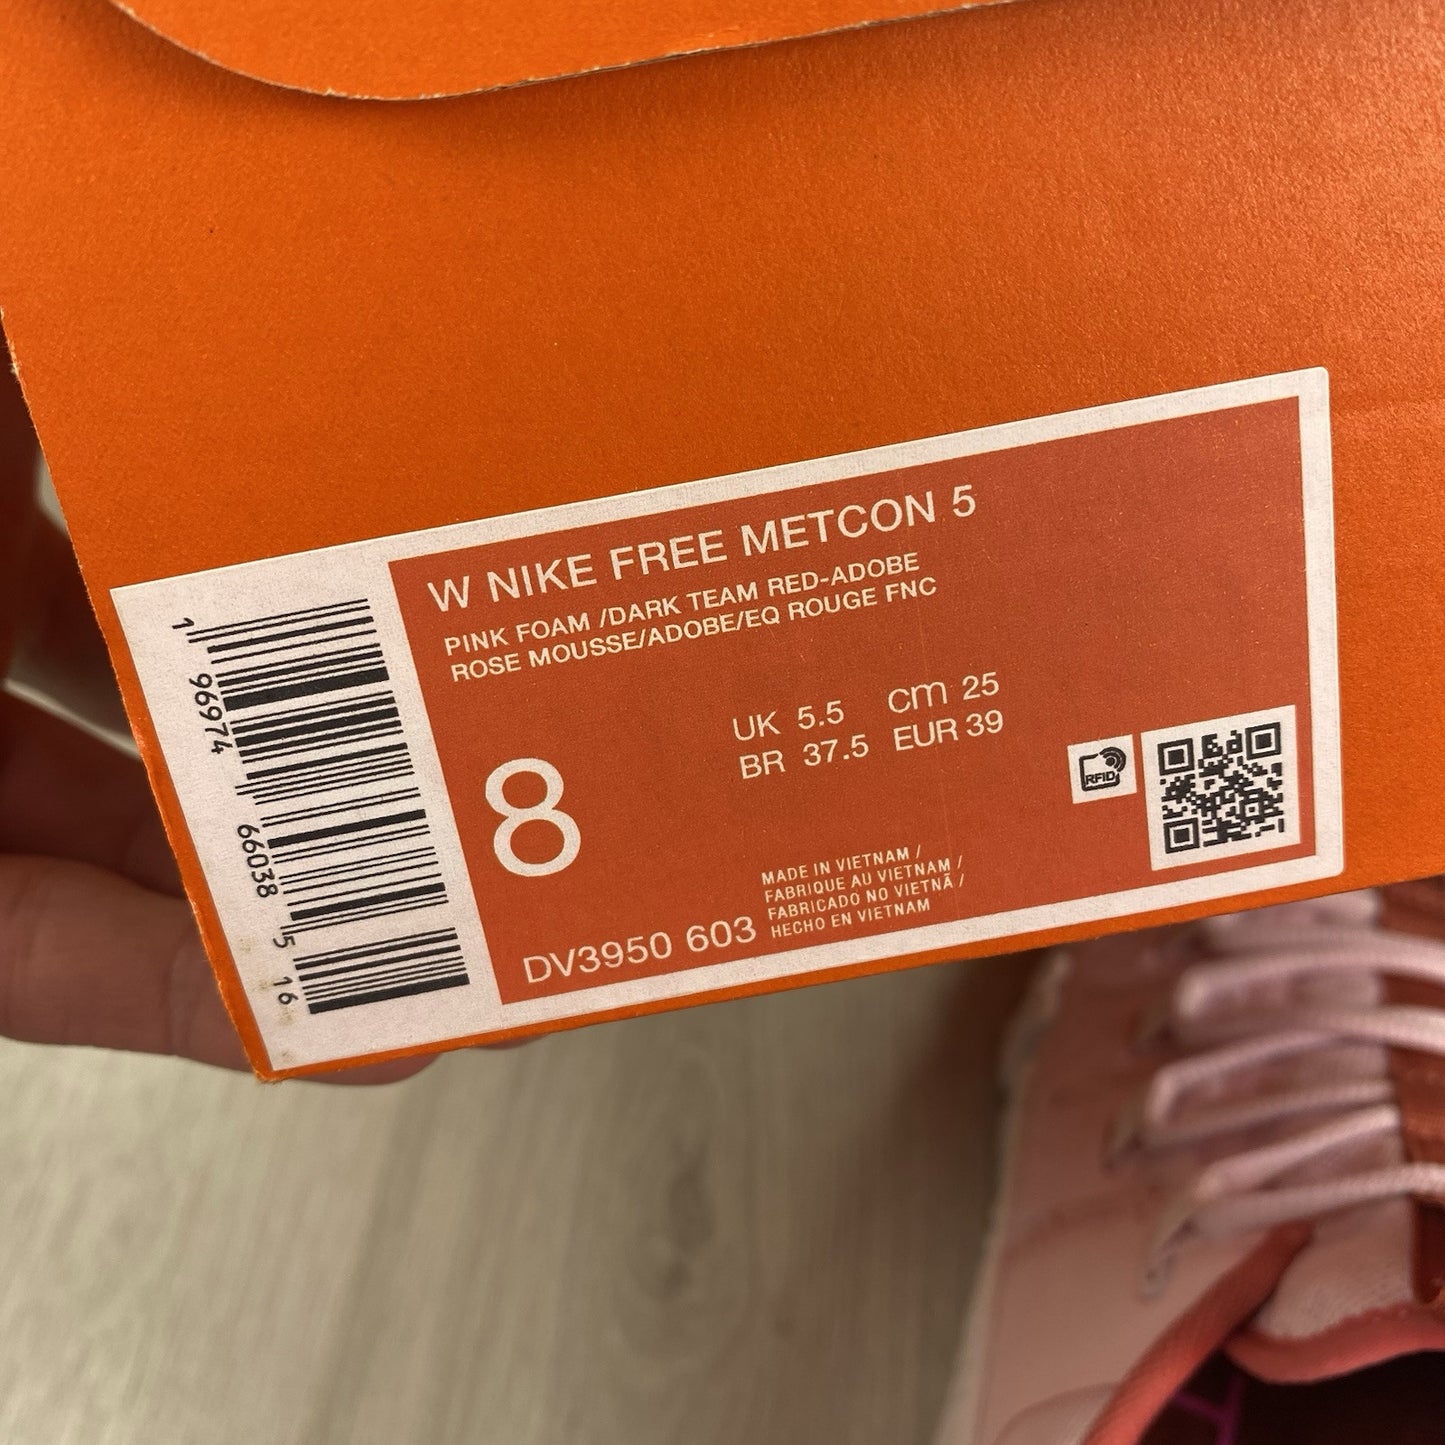 W NIKE FREE METCON 5
PINK FOAM /DARK TEAM RED-ADOBE
ROSE MOUSSE/ADOBE/EQ ROUGE FNC
UK 5.5 cm 25
BR 37.5 EUR 39
8
RFID
MADE IN VIETNAM /
FABRIQUE AU VIETNAM /
FABRICADO NO VIETNÃ /
HECHO EN VIETNAM
DV3950 603
1 96974 66038 5 16